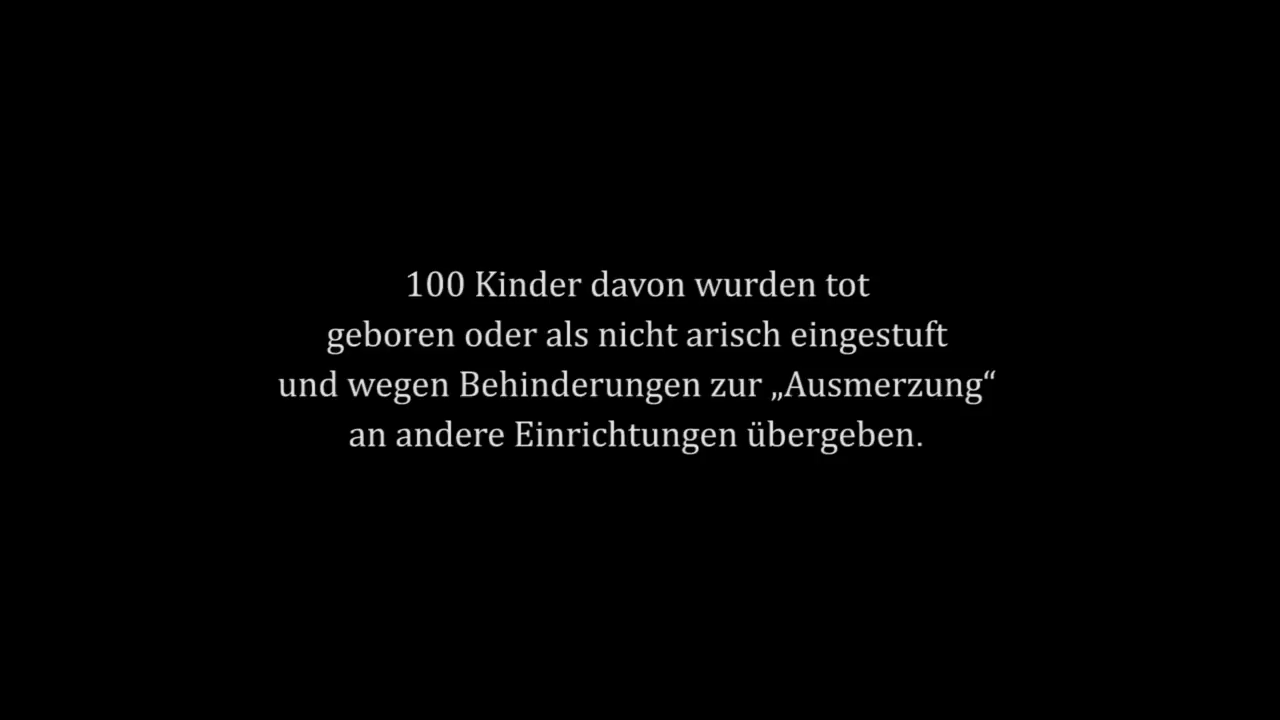 100 Kinder davon wurden tot
geboren oder als nicht arisch eingestuft
und wegen Behinderungen zur „Ausmerzung“
an andere Einrichtungen übergeben.